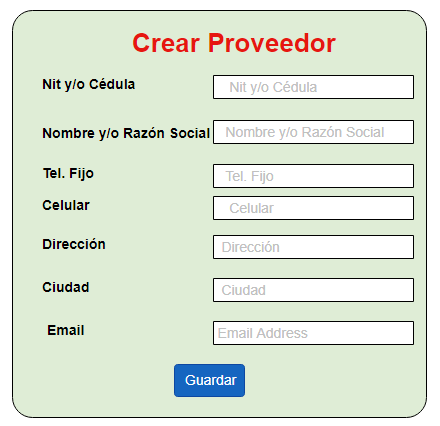 Crear Proveedor
Nit y/o Cédula Nit y/o Cédula
Nombre y/o Razón Social Nombre y/o Razón Social
Tel. Fijo Tel. Fijo
Celular Celular
Dirección Dirección
Ciudad Ciudad
Email Email Address
Guardar